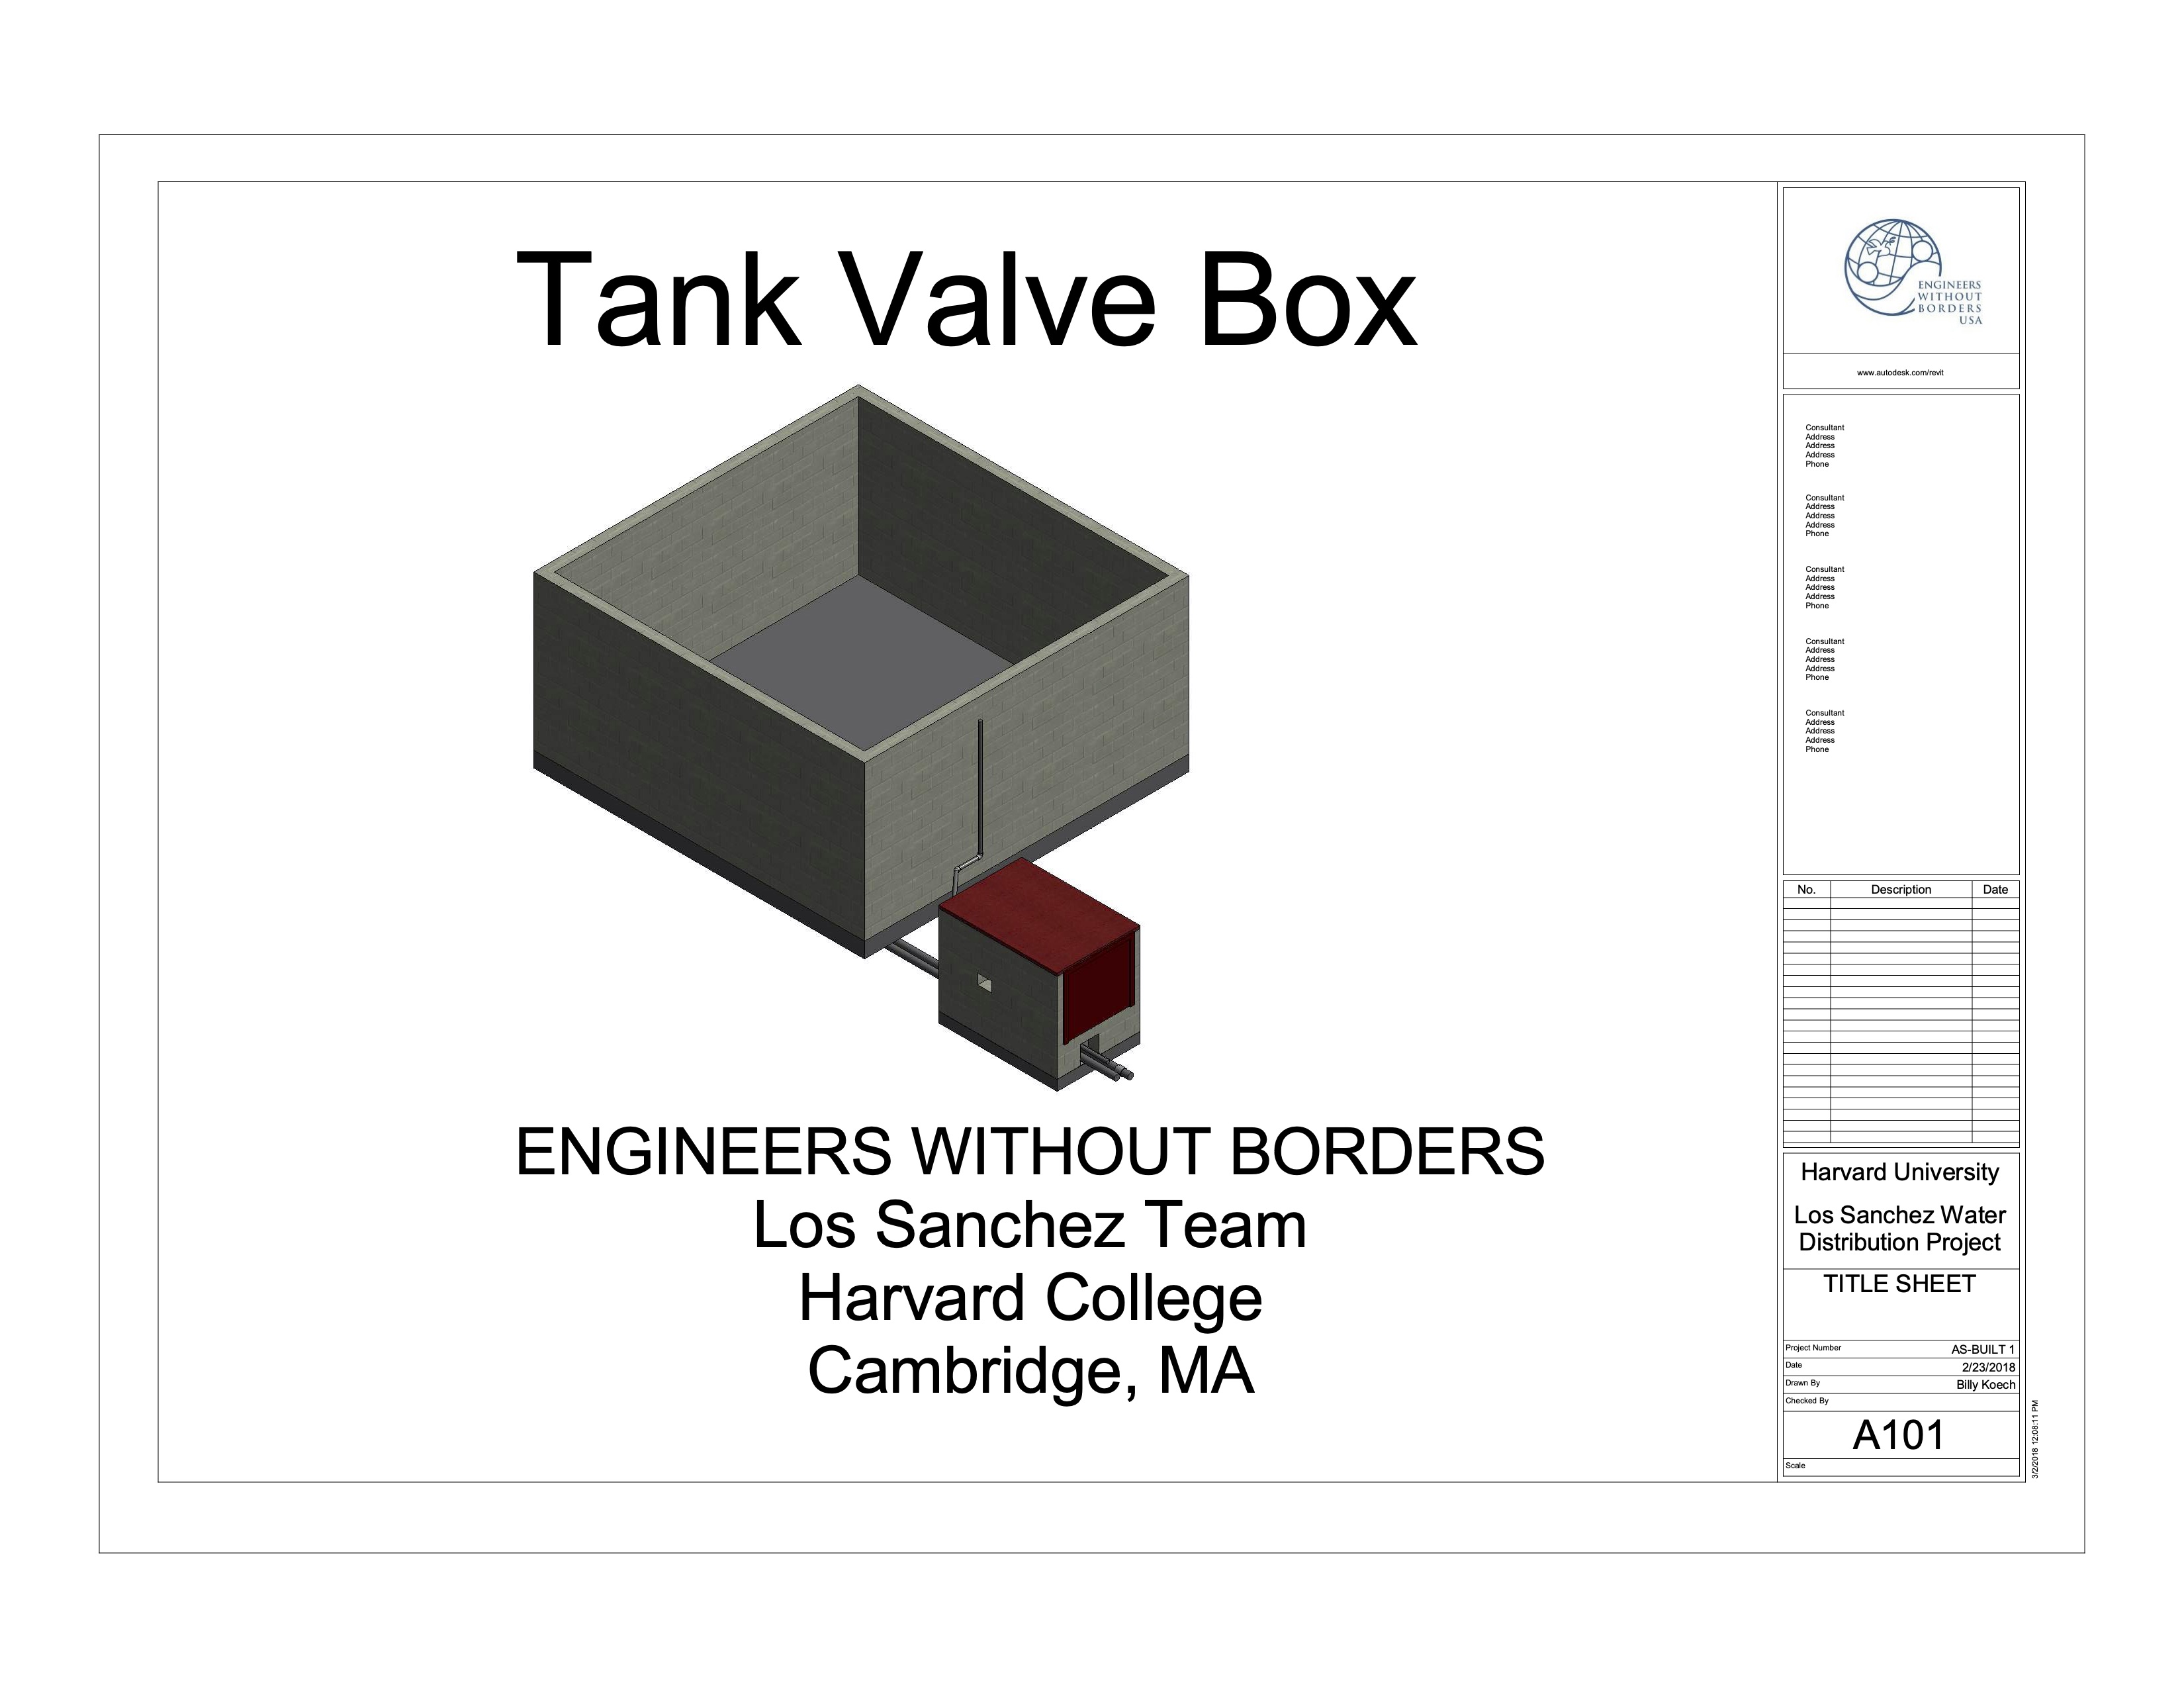 Tank Valve Box
ENGINEERS WITHOUT BORDERS
Los Sanchez Team
Harvard College
Cambridge, MA
ENGINEERS
WITHOUT
BORDERS
USA
www.autodesk.com/revit
Consultant
Address
Address
Address
Phone
Consultant
Address
Address
Address
Phone
Consultant
Address
Address
Address
Phone
Consultant
Address
Address
Address
Phone
Consultant
Address
Address
Address
Phone
No. Description Date
Harvard University
Los Sanchez Water
Distribution Project
TITLE SHEET
Project Number AS-BUILT 1
Date 2/23/2018
Drawn By Billy Koech
Checked By
A101
Scale
3/2/2018 12:08:11 PM